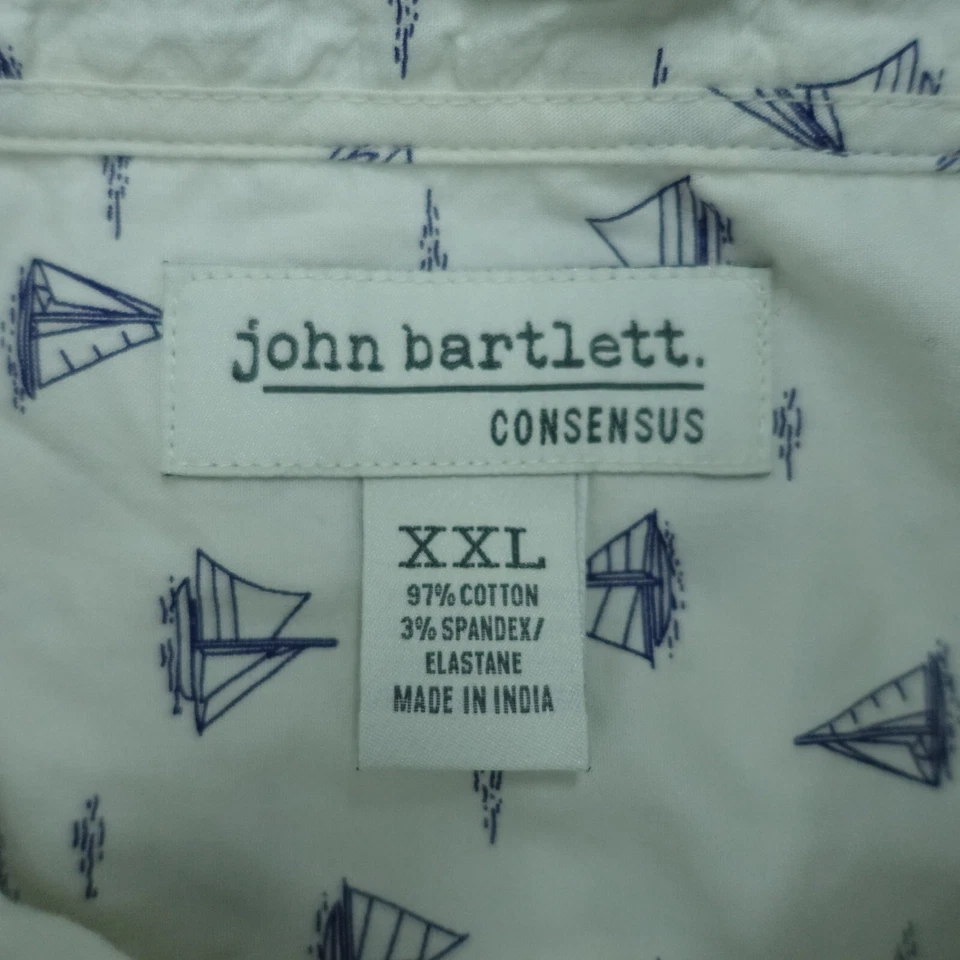 john bartlett.
CONSENSUS
XXL
97% COTTON
3% SPANDEX/
ELASTANE
MADE IN INDIA